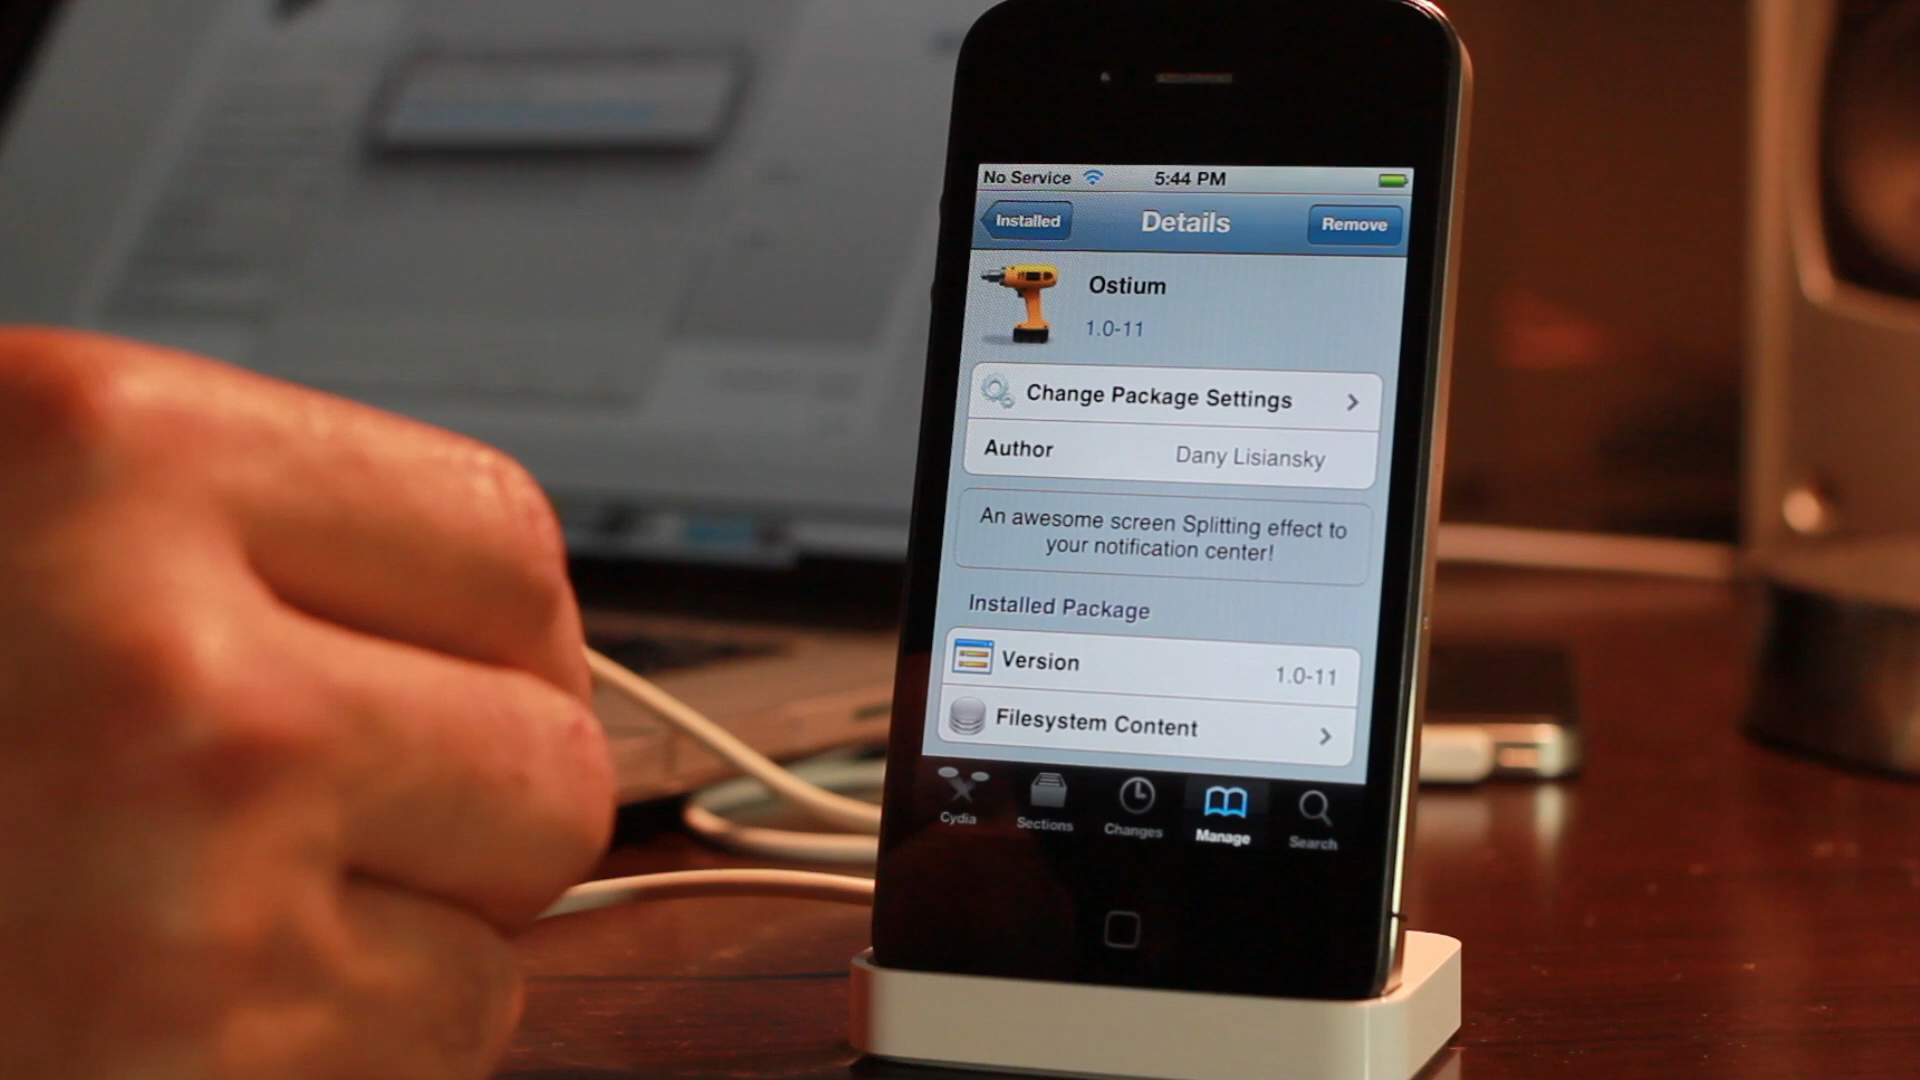 No Service 5:44 PM
Installed Details Remove
Ostium
1.0-11
Change Package Settings
Author Dany Lisiansky
An awesome screen Splitting effect to
your notification center!
Installed Package
Version 1.0-11
Filesystem Content
Cydia Sections Changes Manage Search